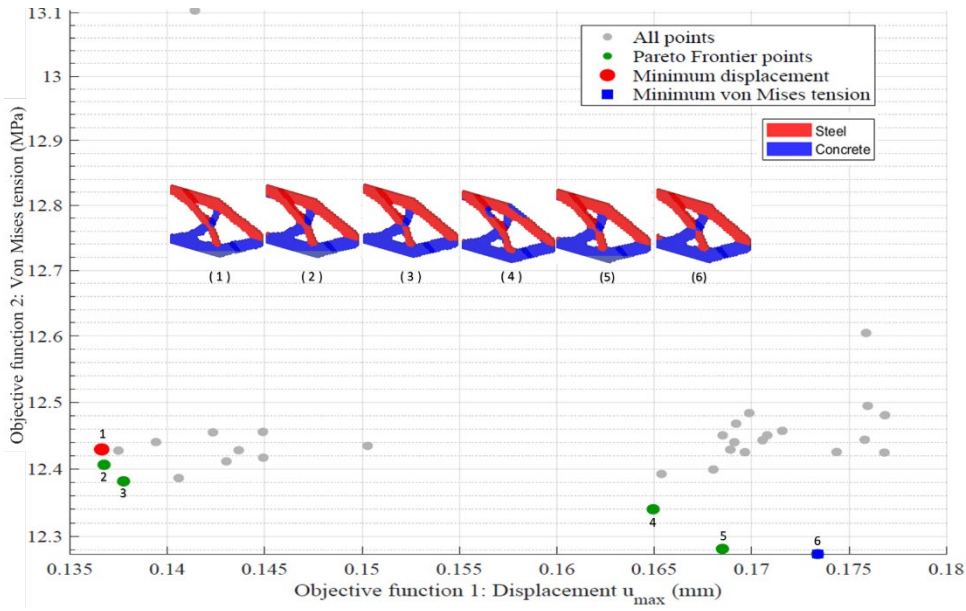 13.1
13
12.9
12.8
12.7
12.6
12.5
12.4
12.3
Objective function 2: Von Mises tension (MPa)
All points
Pareto Frontier points
Minimum displacement
Minimum von Mises tension
Steel
Concrete
( 1 ) ( 2 ) ( 3 ) ( 4 ) (5) (6)
1
2
3
4
5
6
0.135 0.14 0.145 0.15 0.155 0.16 0.165 0.17 0.175 0.18
Objective function 1: Displacement u_max (mm)